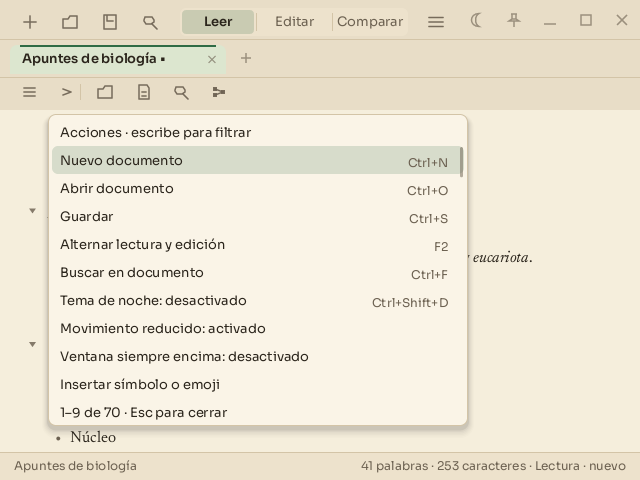 Leer
Editar
Comparar
Apuntes de biología •
Acciones · escribe para filtrar
Nuevo documento Ctrl+N
Abrir documento Ctrl+O
Guardar Ctrl+S
Alternar lectura y edición F2
Buscar en documento Ctrl+F
Tema de noche: desactivado Ctrl+Shift+D
Movimiento reducido: activado
Ventana siempre encima: desactivado
Insertar símbolo o emoji
1–9 de 70 · Esc para cerrar
y eucariota.
• Núcleo
Apuntes de biología
41 palabras · 253 caracteres · Lectura · nuevo